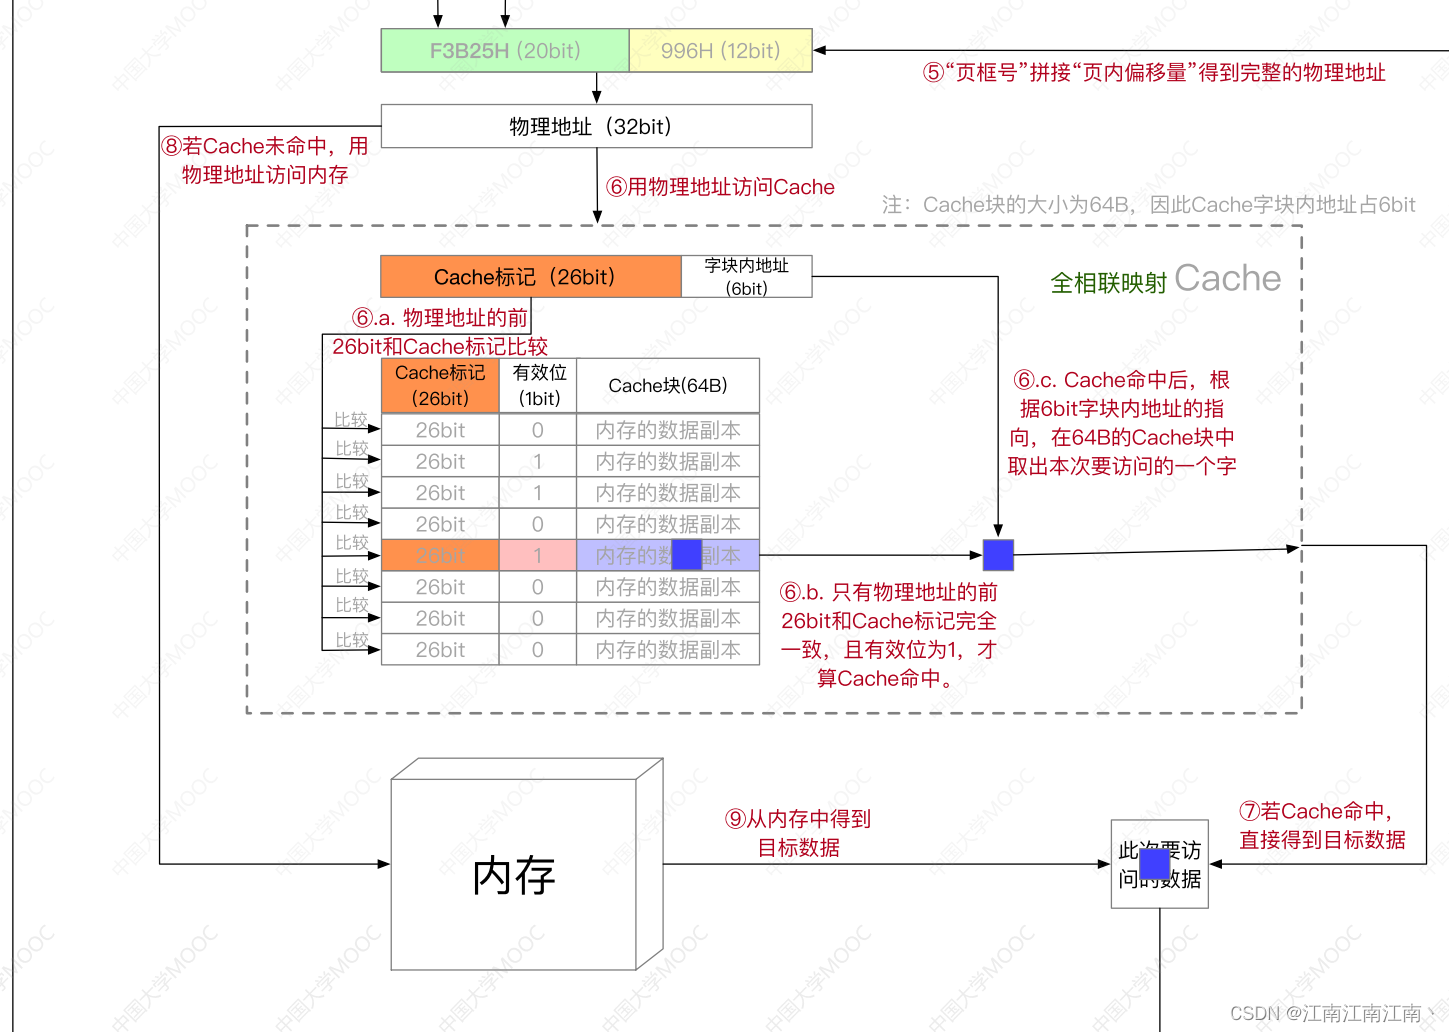 F3B25H (20bit)
996H (12bit)
⑤“页框号”拼接“页内偏移量”得到完整的物理地址
物理地址（32bit）
⑧若Cache未命中，用
物理地址访问内存
⑥用物理地址访问Cache
注：Cache块的大小为64B，因此Cache字块内地址占6bit
Cache标记（26bit）
字块内地址
（6bit）
全相联映射 Cache
⑥.a. 物理地址的前
26bit和Cache标记比较
Cache标记
（26bit）
有效位
(1bit)
Cache块(64B)
比较 26bit 0 内存的数据副本
比较 26bit 1 内存的数据副本
比较 26bit 1 内存的数据副本
比较 26bit 0 内存的数据副本
比较 26bit 1 内存的数 副本
比较 26bit 0 内存的数据副本
比较 26bit 0 内存的数据副本
比较 26bit 0 内存的数据副本
⑥.c. Cache命中后，根
据6bit字块内地址的指
向，在64B的Cache块中
取出本次要访问的一个字
⑥.b. 只有物理地址的前
26bit和Cache标记完全
一致，且有效位为1，才
算Cache命中。
内存
⑨从内存中得到
目标数据
⑦若Cache命中，
直接得到目标数据
此次要访
问的数据
中国大学MOOC
CSDN @江南江南江南丶